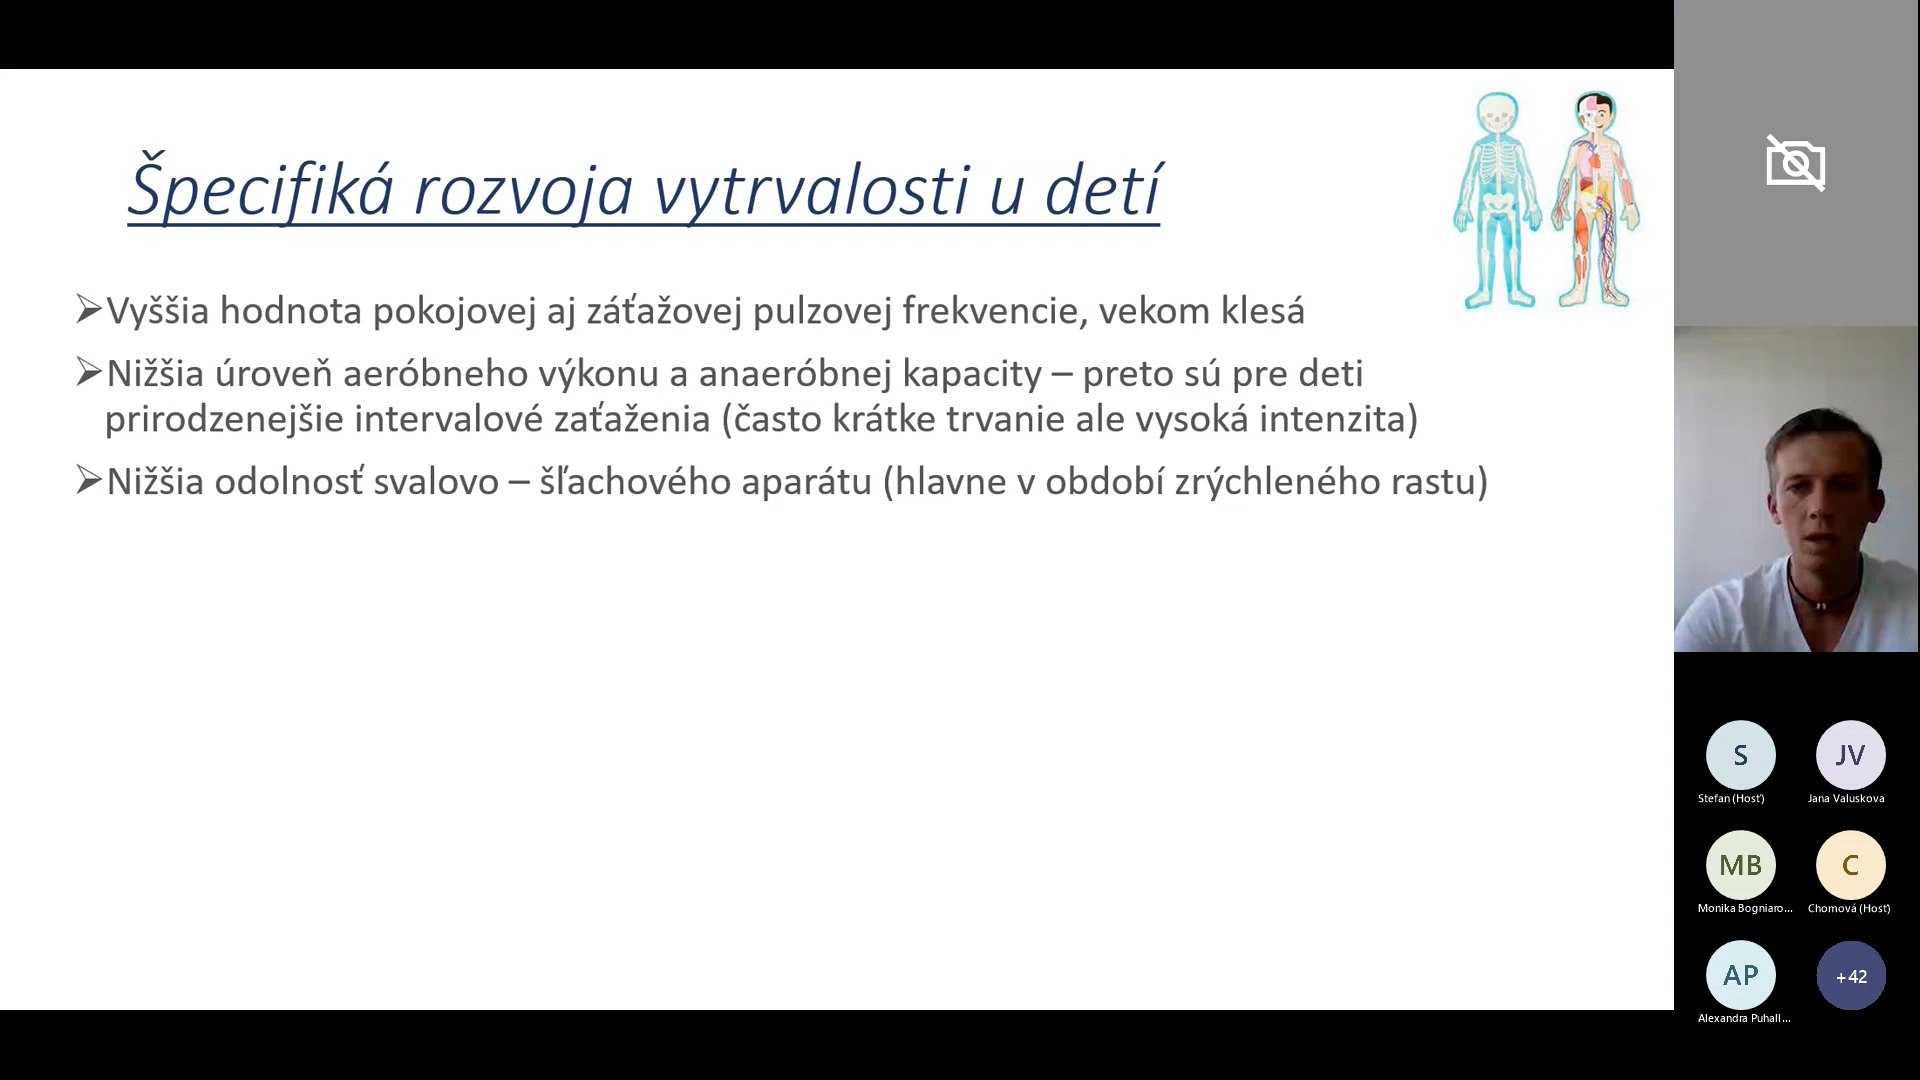 Špecifiká rozvoja vytrvalosti u detí
➢Vyššia hodnota pokojovej aj záťažovej pulzovej frekvencie, vekom klesá
➢Nižšia úroveň aeróbneho výkonu a anaeróbnej kapacity – preto sú pre deti
prirodzenejšie intervalové zaťaženia (často krátke trvanie ale vysoká intenzita)
➢Nižšia odolnosť svalovo – šľachového aparátu (hlavne v období zrýchleného rastu)
S
Stefan (Hosť)
JV
Jana Valuskova
MB
Monika Bogniaro...
C
Chomová (Hosť)
AP
Alexandra Puhall...
+42